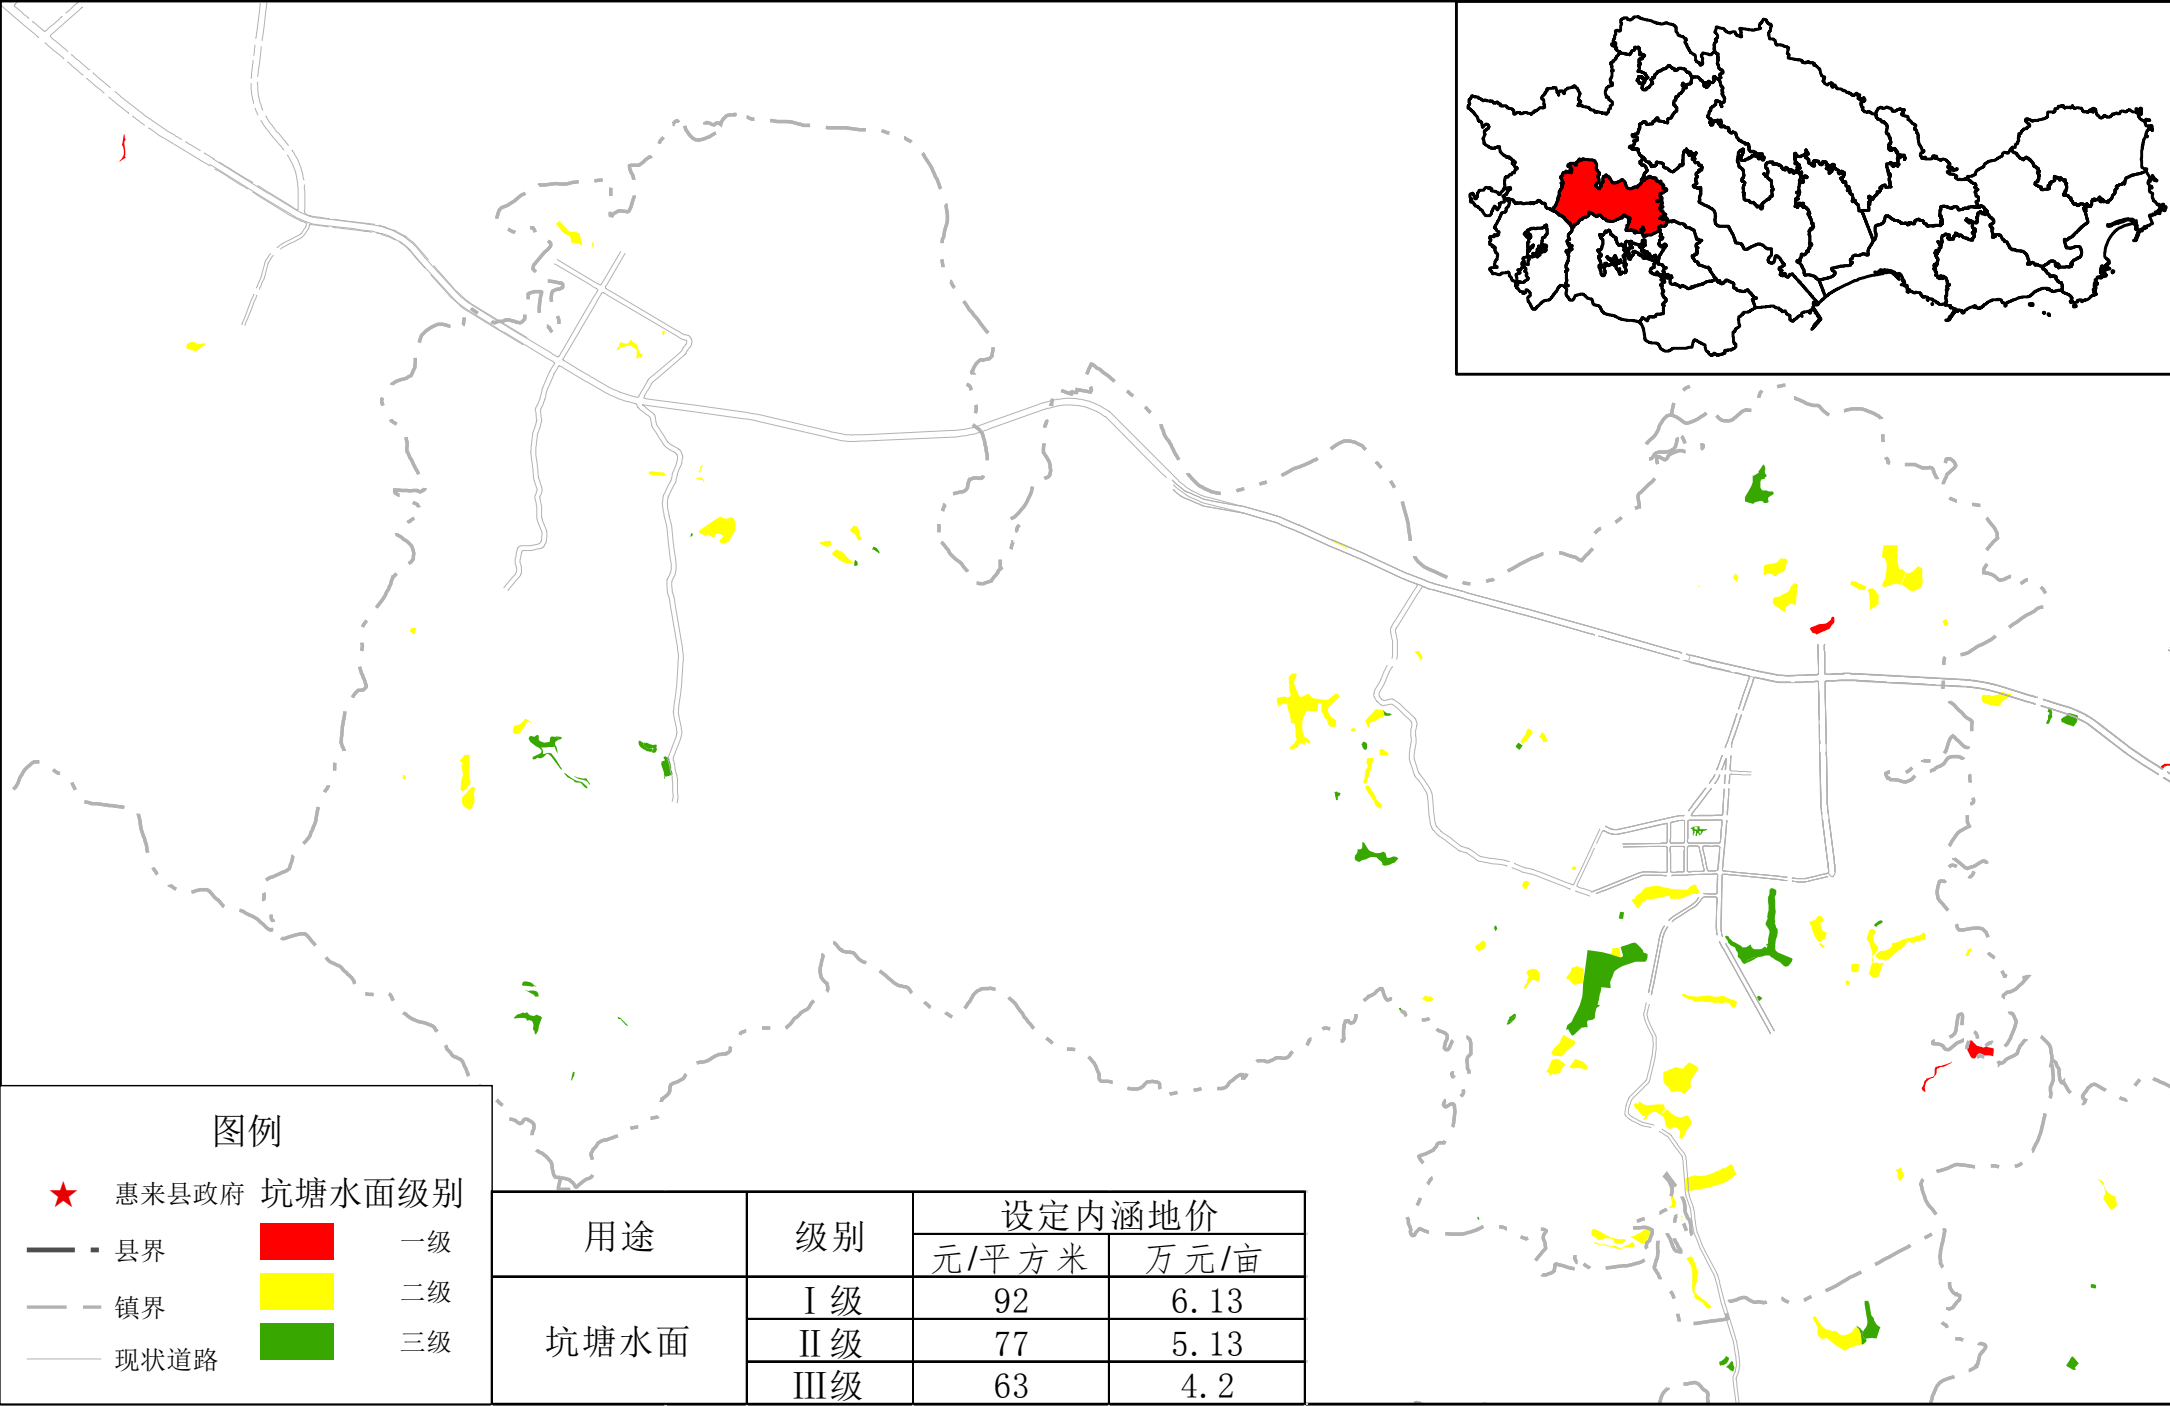 图例
惠来县政府
县界
镇界
现状道路
坑塘水面级别
一级
二级
三级
用途 级别 设定内涵地价
元/平方米 万元/亩
坑塘水面
Ⅰ级 92 6.13
Ⅱ级 77 5.13
Ⅲ级 63 4.2